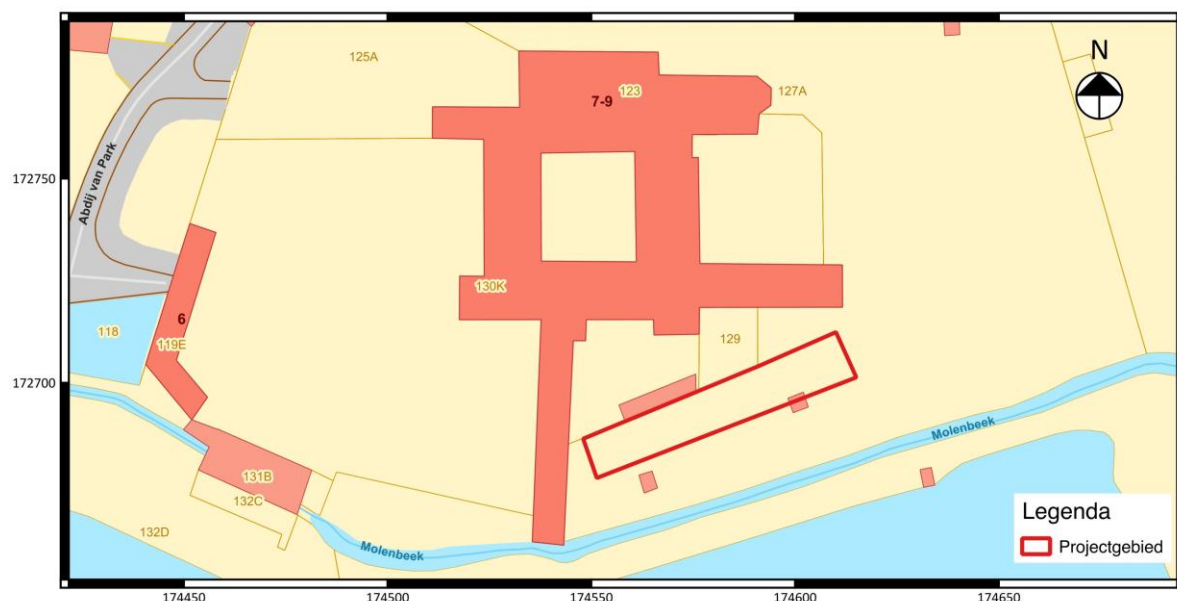 125A
123
7-9
127A
N
172750
Abdij van Park
118
6
119E
130K
129
172700
Molenbeek
131B
132C
132D
Molenbeek
Legenda
Projectgebied
174450
174500
174550
174600
174650